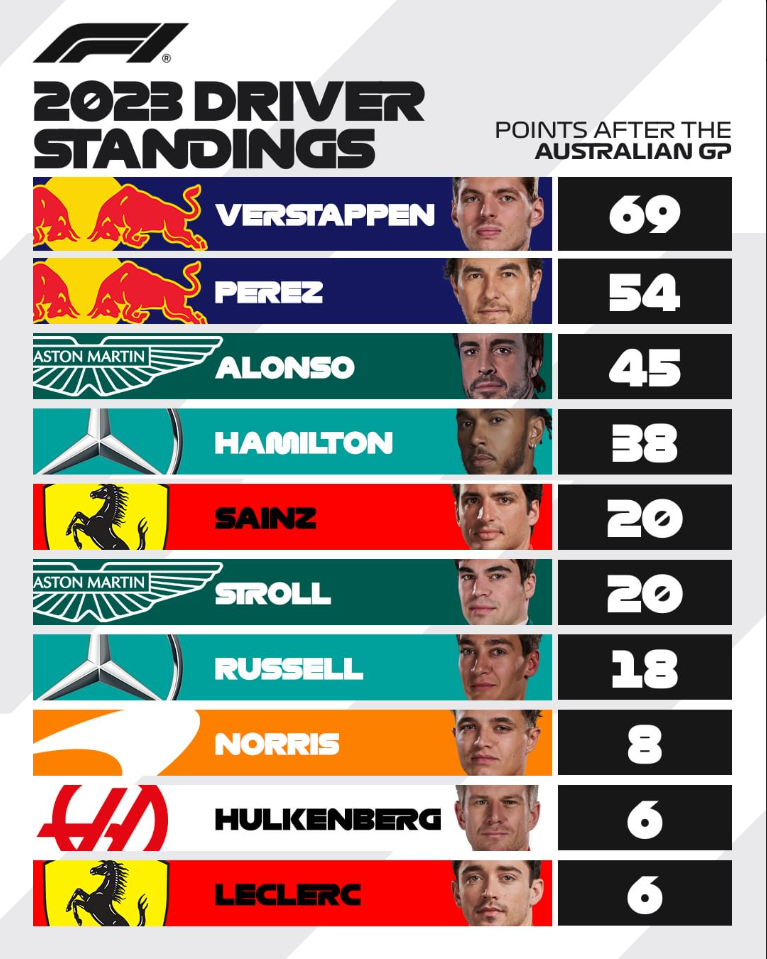 F1®
2023 DRIVER
STANDINGS
POINTS AFTER THE
AUSTRALIAN GP
VERSTAPPEN 69
PEREZ 54
ASTON MARTIN ALONSO 45
HAMILTON 38
SAINZ 20
ASTON MARTIN STROLL 20
RUSSELL 18
NORRIS 8
HULKENBERG 6
LECLERC 6